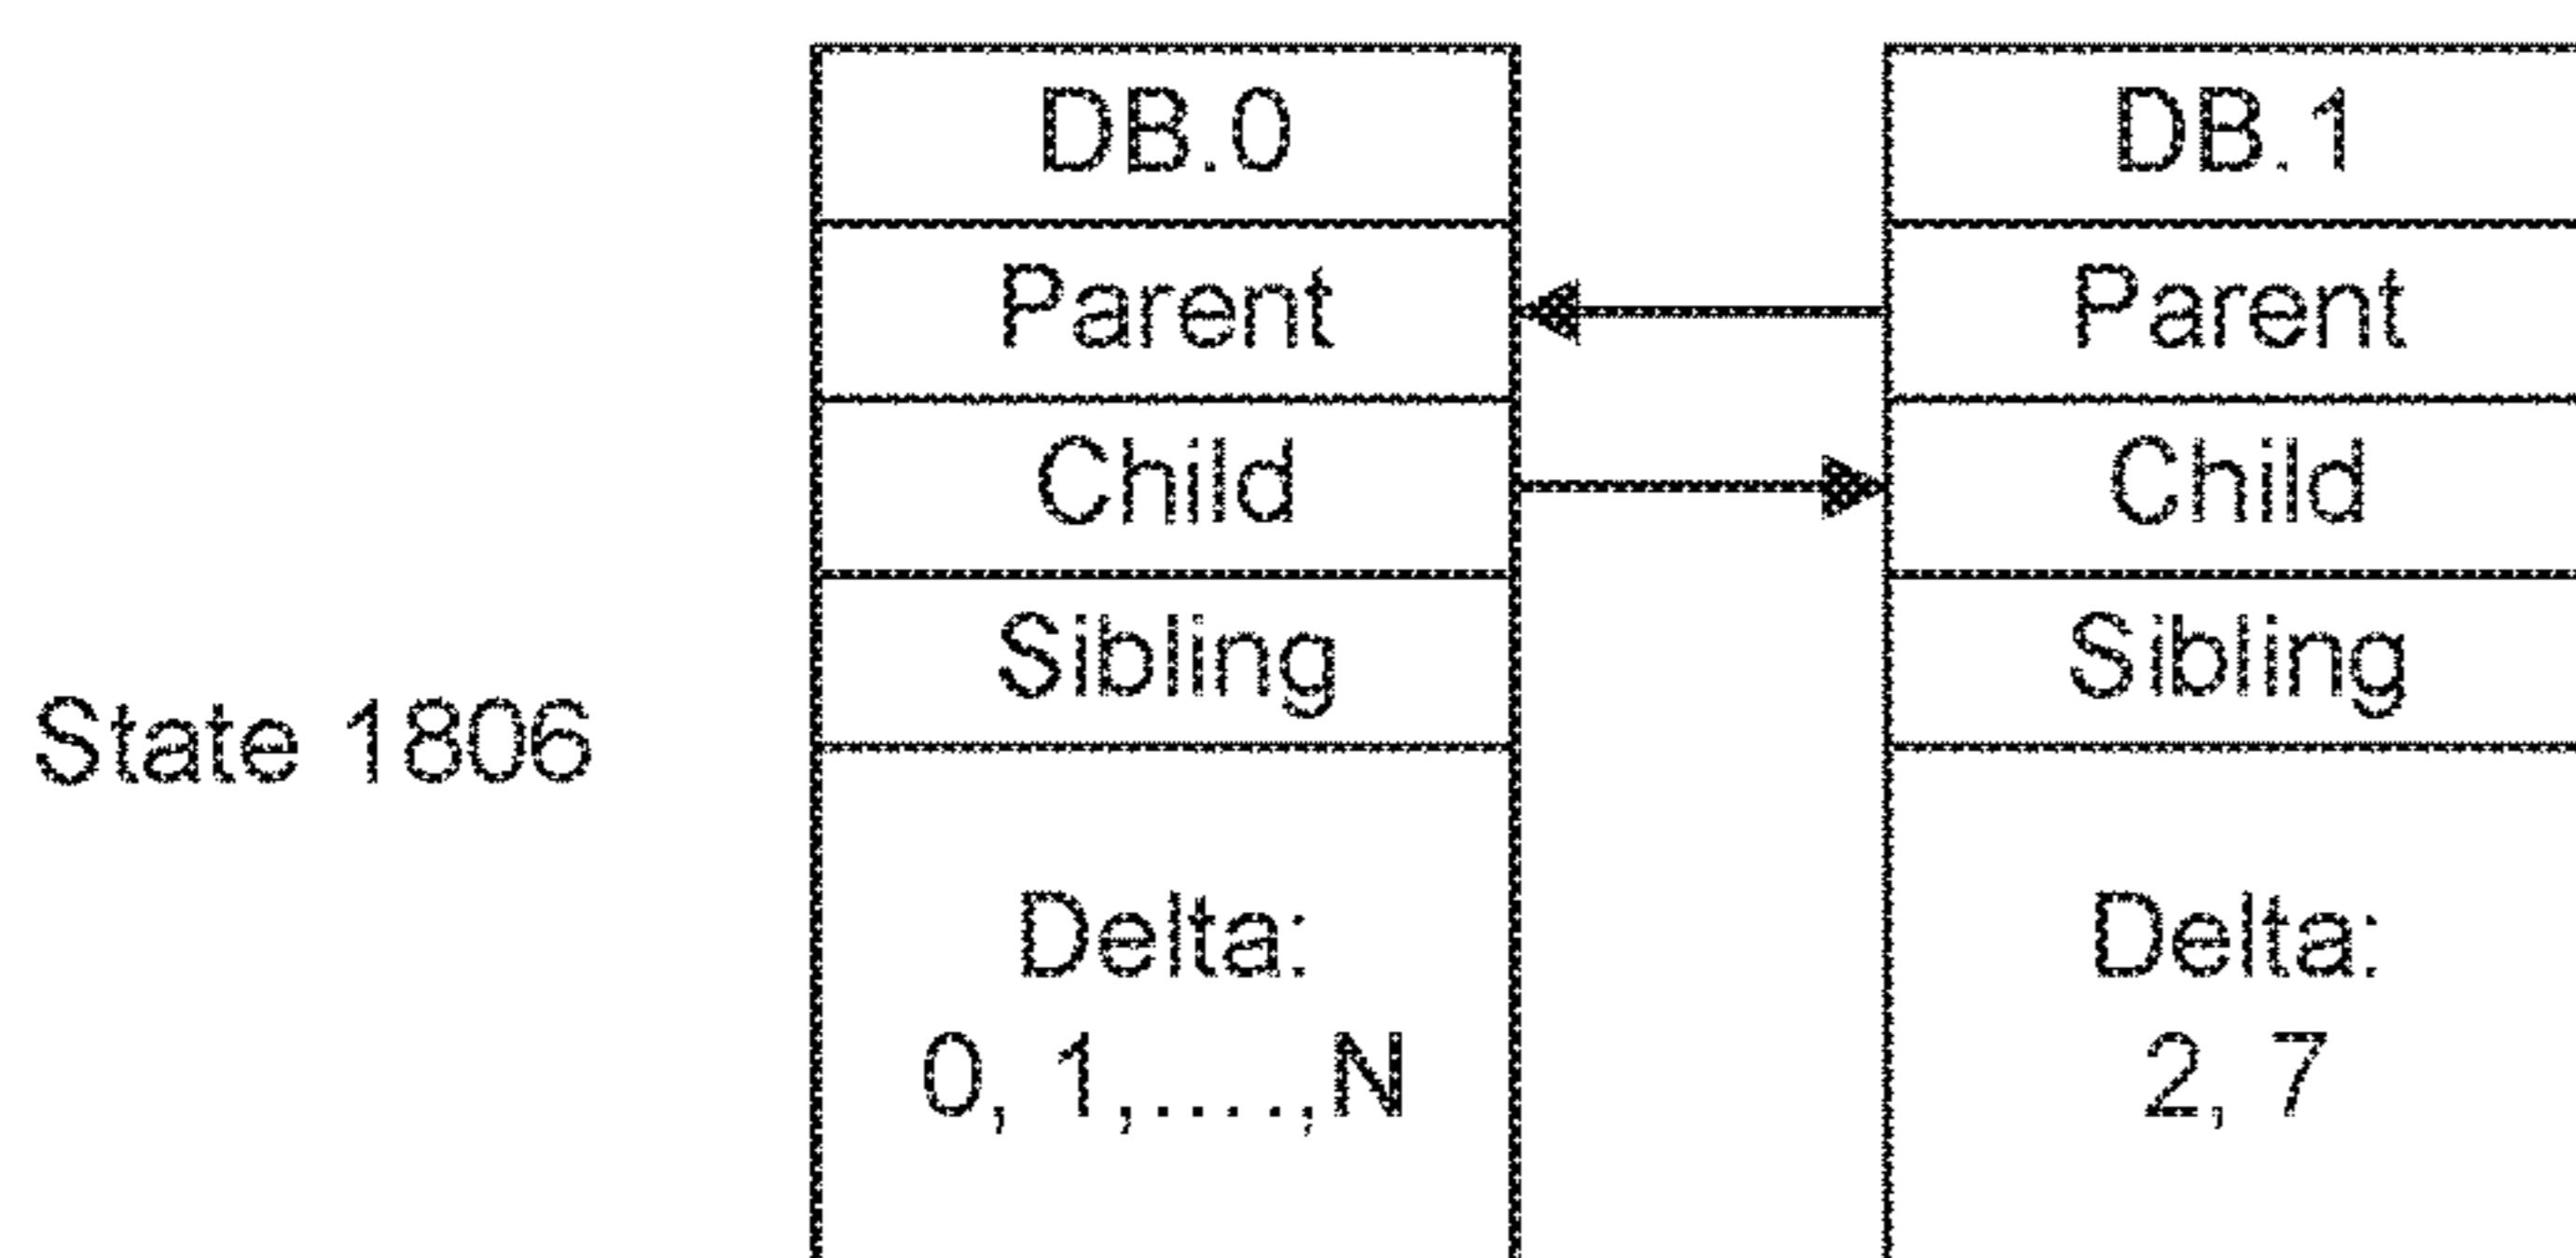 DB.0
Parent
Child
Sibling
Delta:
0, 1,....,N
DB.1
Parent
Child
Sibling
Delta:
2, 7
State 1806